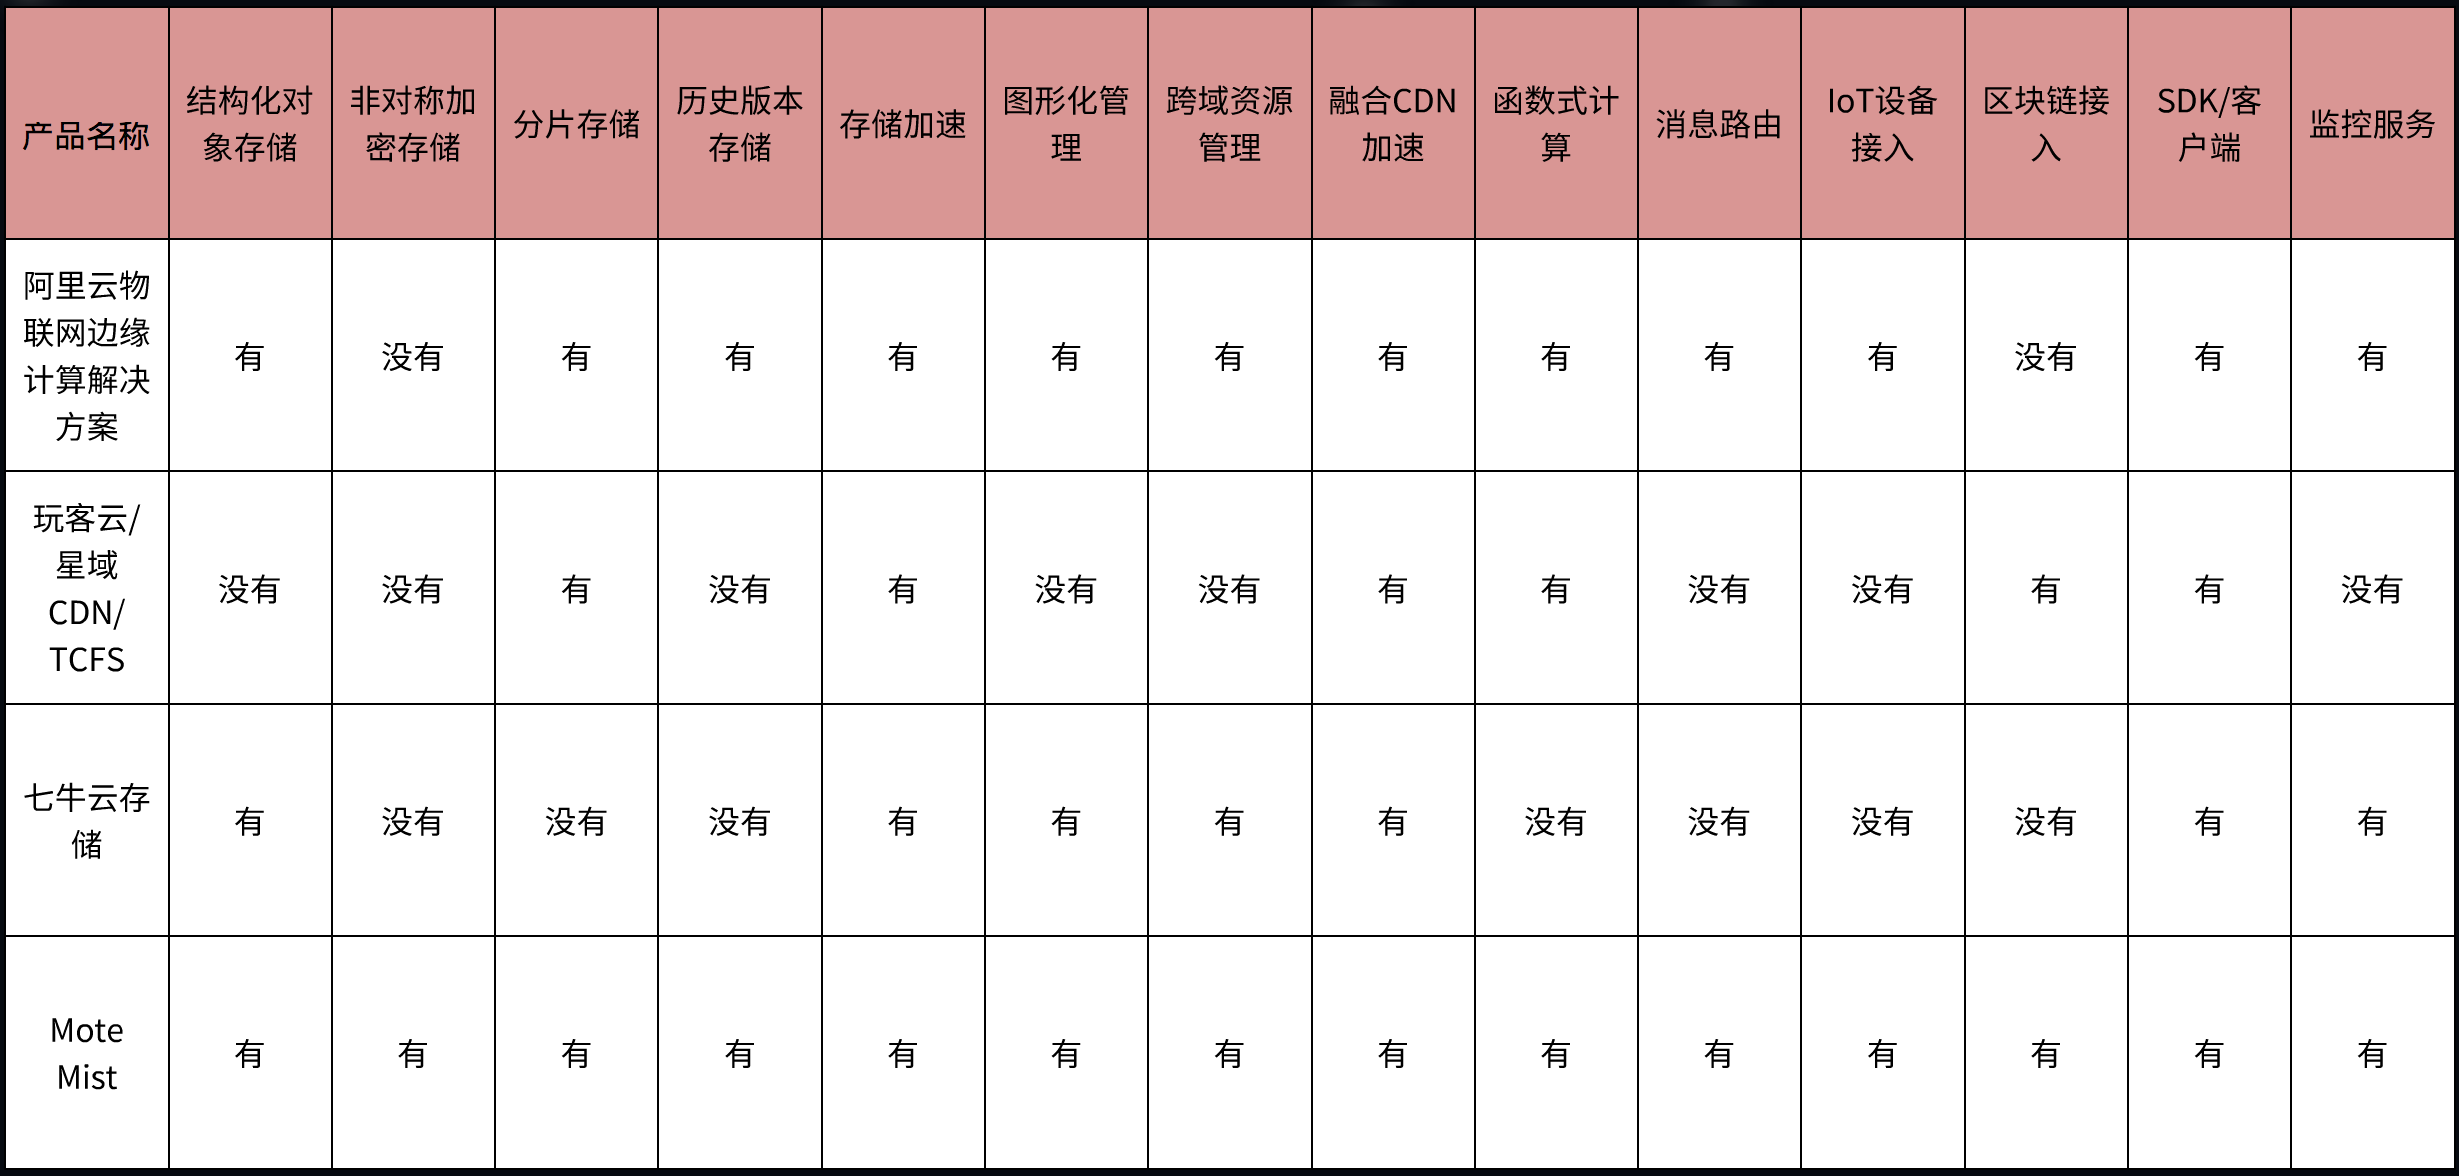 产品名称
结构化对
象存储
非对称加
密存储
分片存储
历史版本
存储
存储加速
图形化管
理
跨域资源
管理
融合CDN
加速
函数式计
算
消息路由
IoT设备
接入
区块链接
入
SDK/客
户端
监控服务
阿里云物
联网边缘
计算解决
方案
有
没有
有
有
有
有
有
有
有
有
有
没有
有
有
玩客云/
星域
CDN/
TCFS
没有
没有
有
没有
有
没有
没有
有
有
没有
没有
有
有
没有
七牛云存
储
有
没有
没有
没有
有
有
有
有
没有
没有
没有
没有
有
有
Mote
Mist
有
有
有
有
有
有
有
有
有
有
有
有
有
有